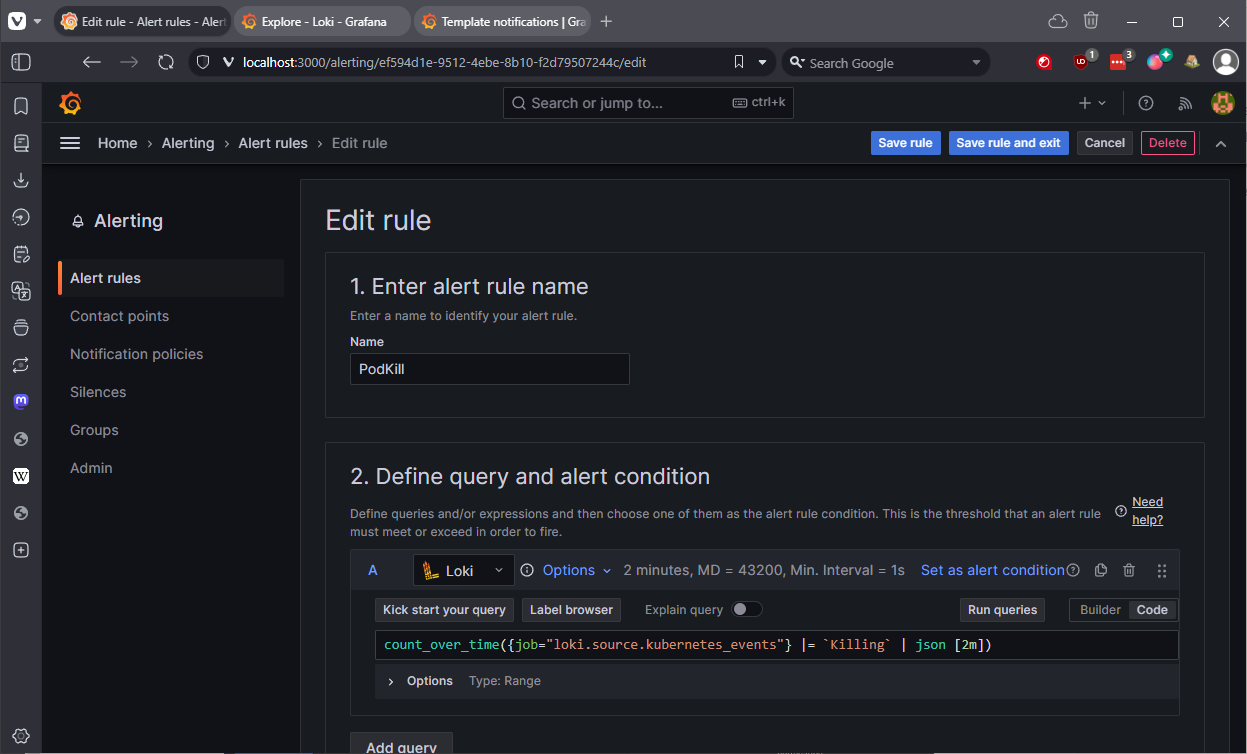 Edit rule - Alert rules - Aler
Explore - Loki - Grafana
Template notifications | Gra
localhost:3000/alerting/ef594d1e-9512-4ebe-8b10-f2d79507244c/edit
Search Google
1
3
Search or jump to...
ctrl+k
Home › Alerting › Alert rules › Edit rule
Save rule
Save rule and exit
Cancel
Delete
Alerting
Alert rules
Contact points
Notification policies
Silences
Groups
Admin
Edit rule
1. Enter alert rule name
Enter a name to identify your alert rule.
Name
PodKill
2. Define query and alert condition
Define queries and/or expressions and then choose one of them as the alert rule condition. This is the threshold that an alert rule
must meet or exceed in order to fire.
Need
help?
A
Loki
Options
2 minutes, MD = 43200, Min. Interval = 1s
Set as alert condition
Kick start your query
Label browser
Explain query
Run queries
Builder
Code
count_over_time({job="loki.source.kubernetes_events"} |= `Killing` | json [2m])
Options
Type: Range
Add query